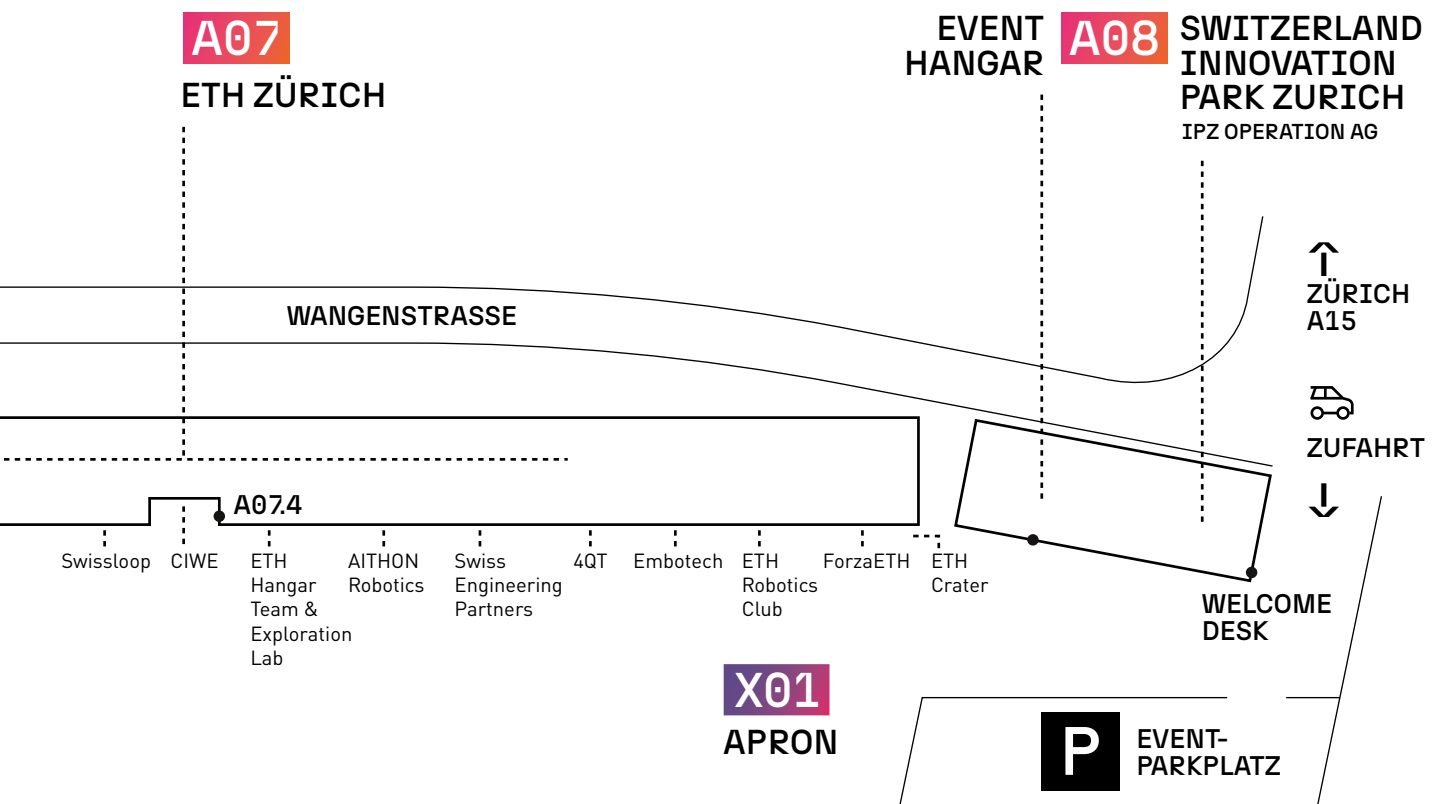 A07
ETH ZÜRICH
EVENT
HANGAR
A08
SWITZERLAND
INNOVATION
PARK ZURICH
IPZ OPERATION AG
WANGENSTRASSE
ZÜRICH
A15
ZUFAHRT
A07.4
Swissloop
CIWE
ETH
Hangar
Team &
Exploration
Lab
AITHON
Robotics
Swiss
Engineering
Partners
4QT
Embotech
ETH
Robotics
Club
ForzaETH
ETH
Crater
WELCOME
DESK
X01
APRON
P
EVENT-
PARKPLATZ